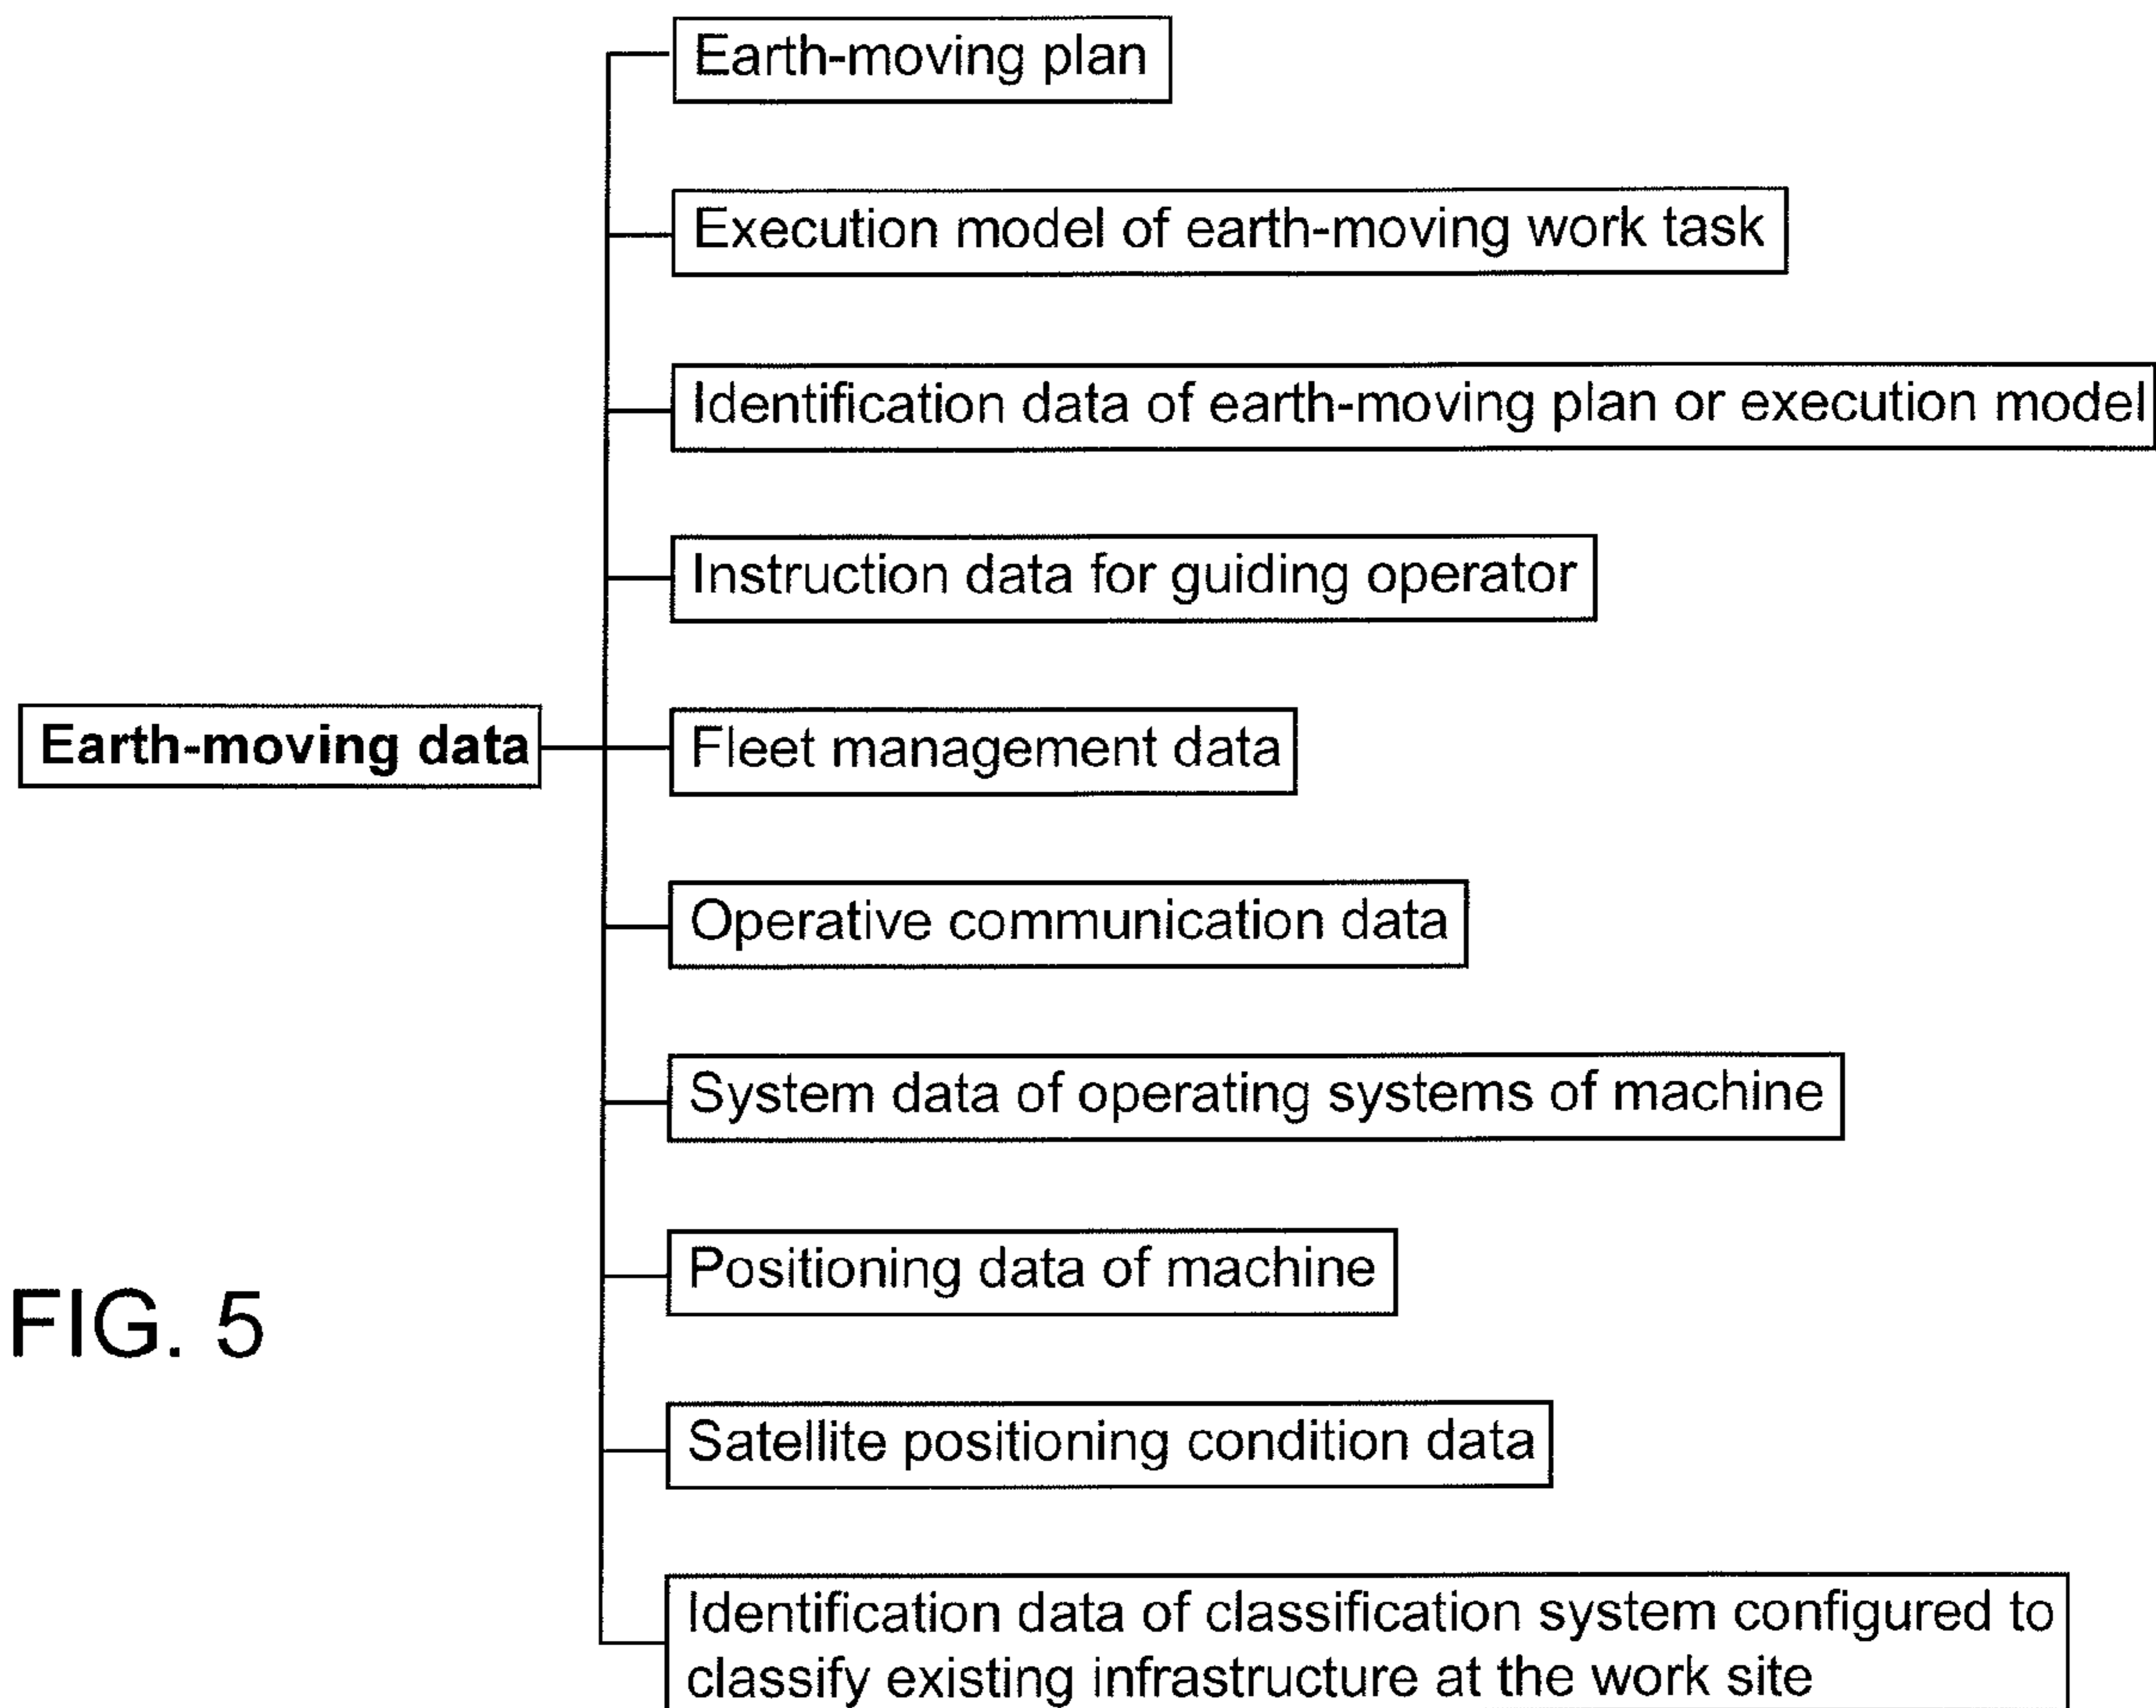 Earth-moving plan
Execution model of earth-moving work task
Identification data of earth-moving plan or execution model
Instruction data for guiding operator
Earth-moving data
Fleet management data
Operative communication data
System data of operating systems of machine
Positioning data of machine
FIG. 5
Satellite positioning condition data
Identification data of classification system configured to
classify existing infrastructure at the work site